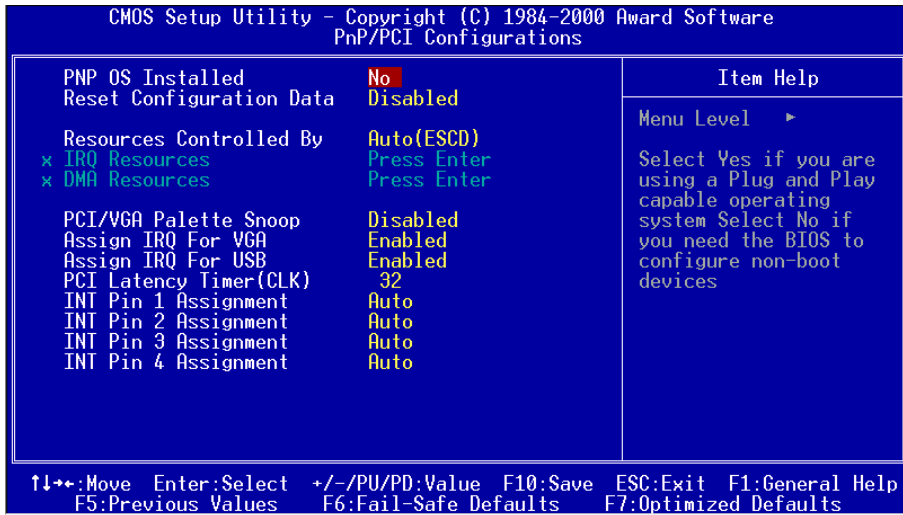 CMOS Setup Utility - Copyright (C) 1984-2000 Award Software
PnP/PCI Configurations
PNP OS Installed No
Reset Configuration Data Disabled
Resources Controlled By Auto(ESCD)
x IRQ Resources Press Enter
x DMA Resources Press Enter
PCI/VGA Palette Snoop Disabled
Assign IRQ For VGA Enabled
Assign IRQ For USB Enabled
PCI Latency Timer(CLK) 32
INT Pin 1 Assignment Auto
INT Pin 2 Assignment Auto
INT Pin 3 Assignment Auto
INT Pin 4 Assignment Auto
Item Help
Menu Level ►
Select Yes if you are
using a Plug and Play
capable operating
system Select No if
you need the BIOS to
configure non-boot
devices
↑↓→←:Move Enter:Select +/-/PU/PD:Value F10:Save ESC:Exit F1:General Help
F5:Previous Values F6:Fail-Safe Defaults F7:Optimized Defaults